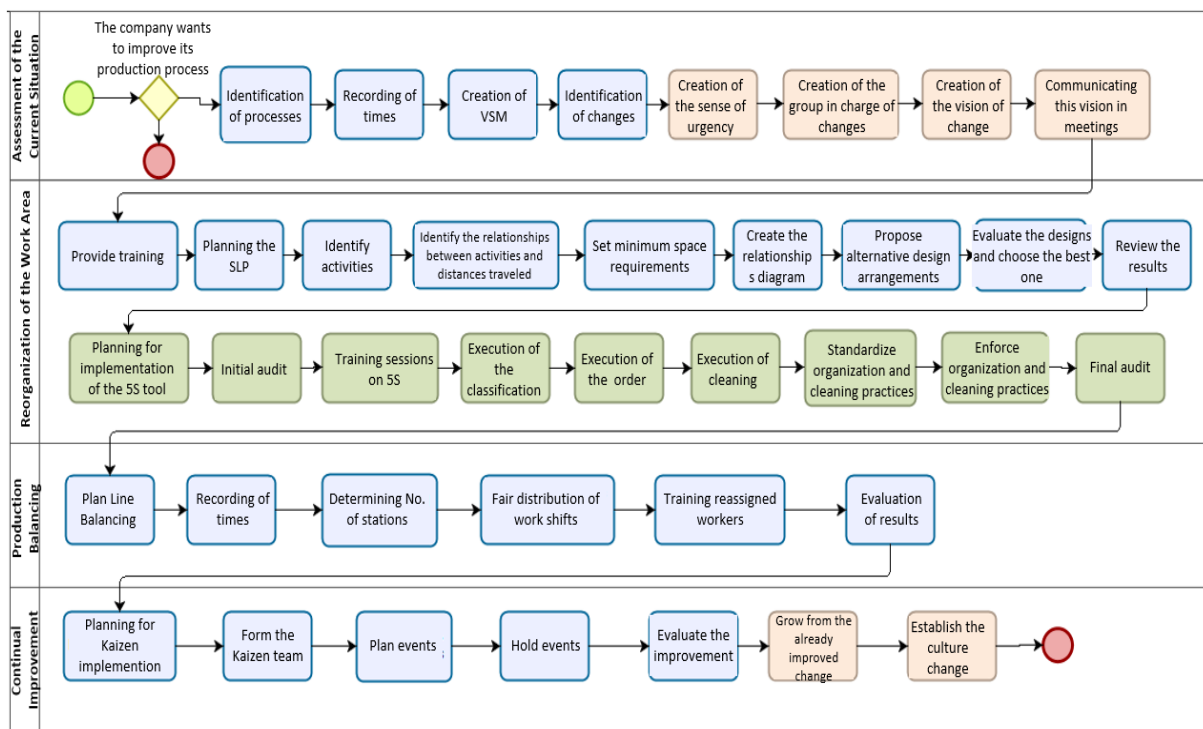 Assessment of the
Current Situation
The company wants
to improve its
production process
Identification
of processes
Recording of
times
Creation of
VSM
Identification
of changes
Creation of
the sense of
urgency
Creation of the
group in charge of
changes
Creation of
the vision of
change
Communicating
this vision in
meetings
Reorganization of the Work Area
Provide training
Planning the
SLP
Identify
activities
Identify the relationships
between activities and
distances traveled
Set minimum space
requirements
Create the
relationship
s diagram
Propose
alternative design
arrangements
Evaluate the designs
and choose the best
one
Review the
results
Planning for
implementation
of the 5S tool
Initial audit
Training sessions
on 5S
Execution of
the
classification
Execution of
the order
Execution of
cleaning
Standardize
organization and
cleaning practices
Enforce
organization and
cleaning practices
Final audit
Production
Balancing
Plan Line
Balancing
Recording of
times
Determining No.
of stations
Fair distribution of
work shifts
Training reassigned
workers
Evaluation
of results
Continual
Improvement
Planning for
Kaizen
implemention
Form the
Kaizen team
Plan events ;
Hold events
Evaluate the
improvement
Grow from the
already
improved
change
Establish the
culture
change